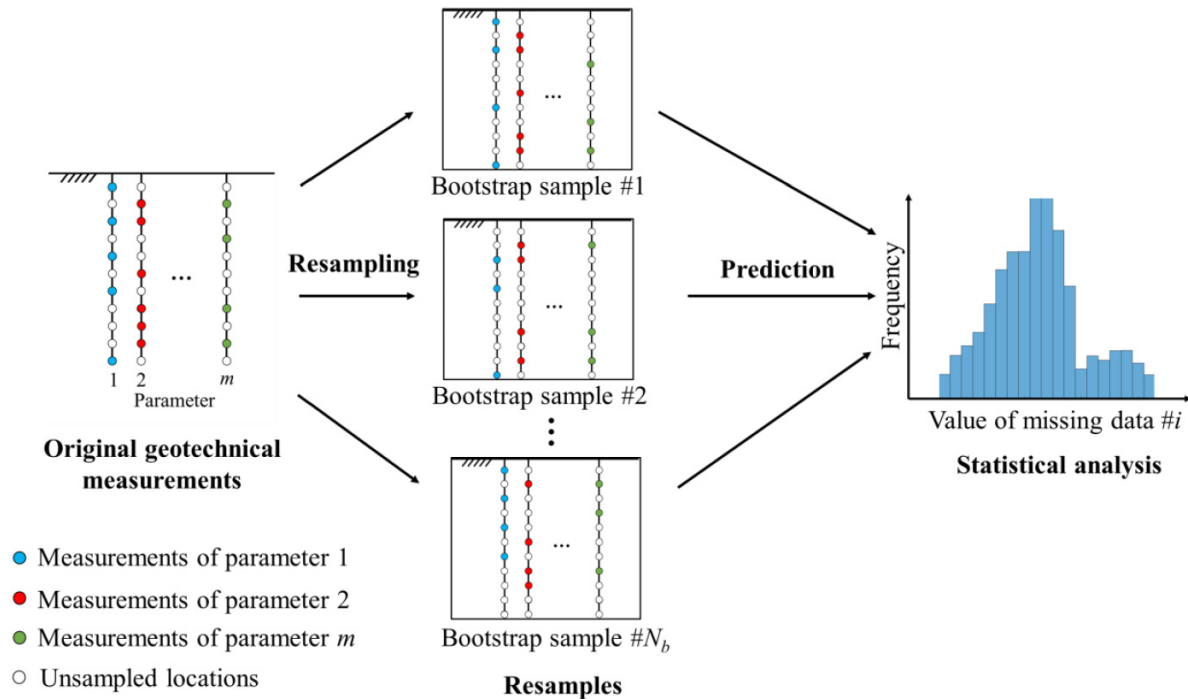 Bootstrap sample #1
Resampling
Prediction
Bootstrap sample #2
...
...
...
...
1 2 m
Parameter
Original geotechnical
measurements
Frequency
Value of missing data #i
Statistical analysis
Measurements of parameter 1
Measurements of parameter 2
Measurements of parameter m
Unsampled locations
Bootstrap sample #N_b
Resamples